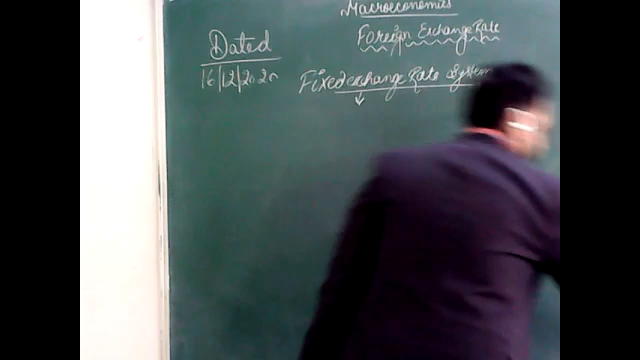 Macroeconomics
Foreign Exchange Rate
Dated
16/12/2020
Fixed exchange Rate System